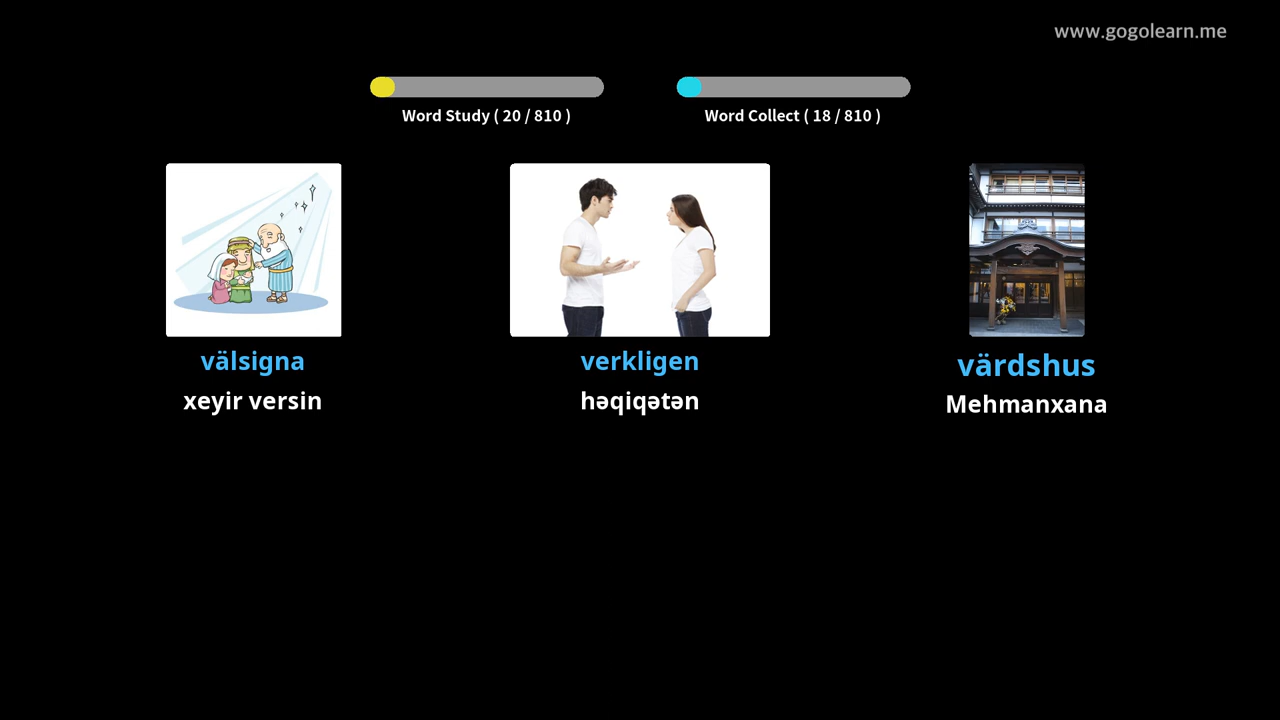 www.gogolearn.me
Word Study ( 20 / 810 )
Word Collect ( 18 / 810 )
välsigna
xeyir versin
verkligen
həqiqətən
värdshus
Mehmanxana